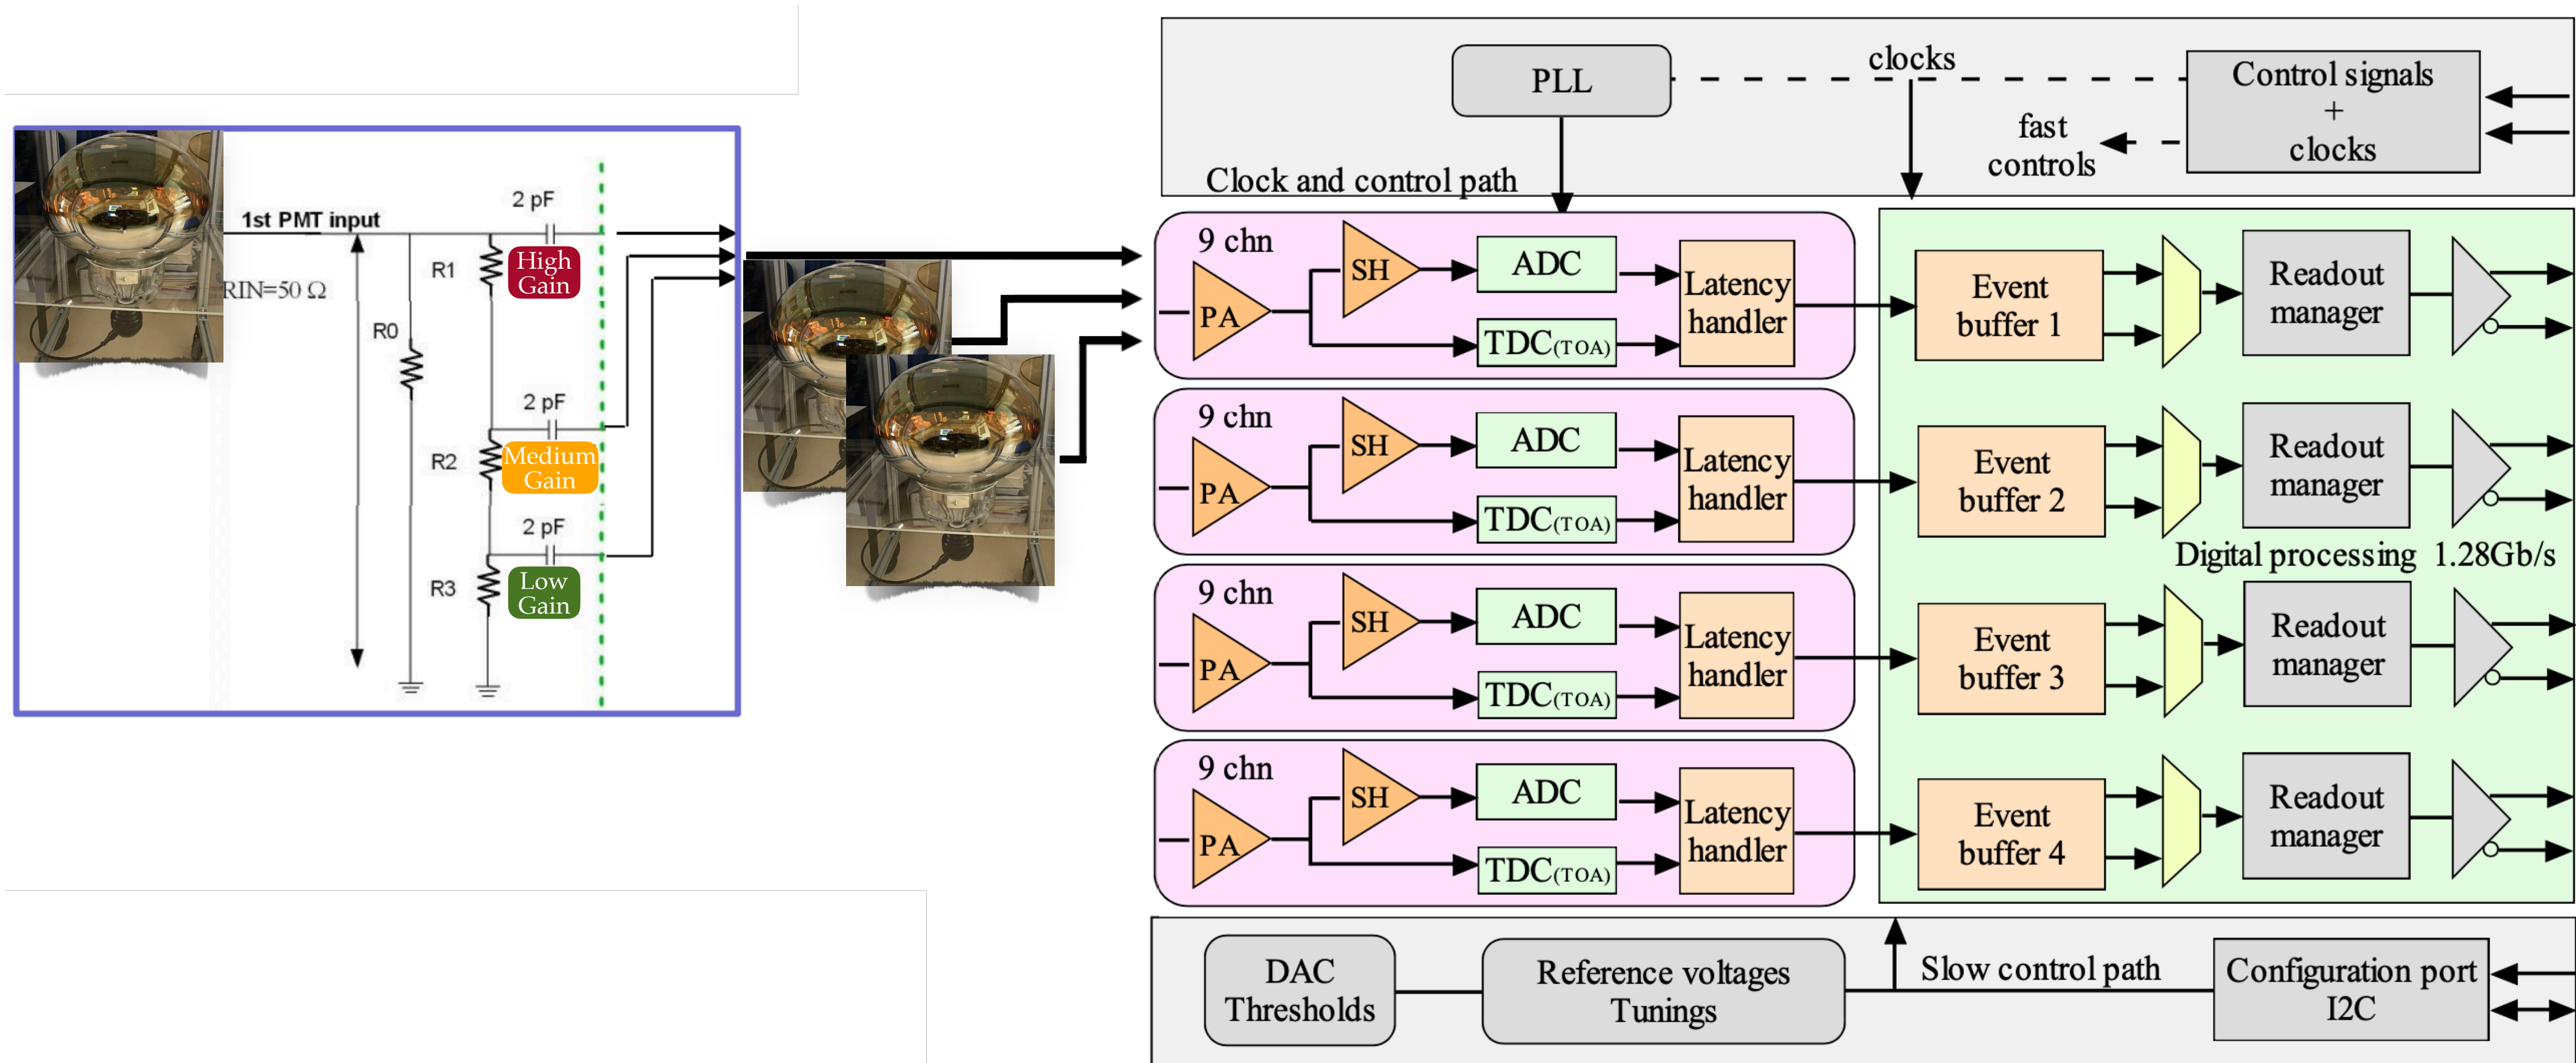 1st PMT input
RIN=50 Ω
R0
R1
2 pF
High
Gain
2 pF
R2
Medium
Gain
2 pF
R3
Low
Gain
PLL
clocks
Control signals
+
clocks
fast
controls
Clock and control path
9 chn
PA
SH
ADC
TDC(TOA)
Latency
handler
Event
buffer 1
Readout
manager
9 chn
PA
SH
ADC
TDC(TOA)
Latency
handler
Event
buffer 2
Readout
manager
Digital processing 1.28Gb/s
9 chn
PA
SH
ADC
TDC(TOA)
Latency
handler
Event
buffer 3
Readout
manager
9 chn
PA
SH
ADC
TDC(TOA)
Latency
handler
Event
buffer 4
Readout
manager
DAC
Thresholds
Reference voltages
Tunings
Slow control path
Configuration port
I2C